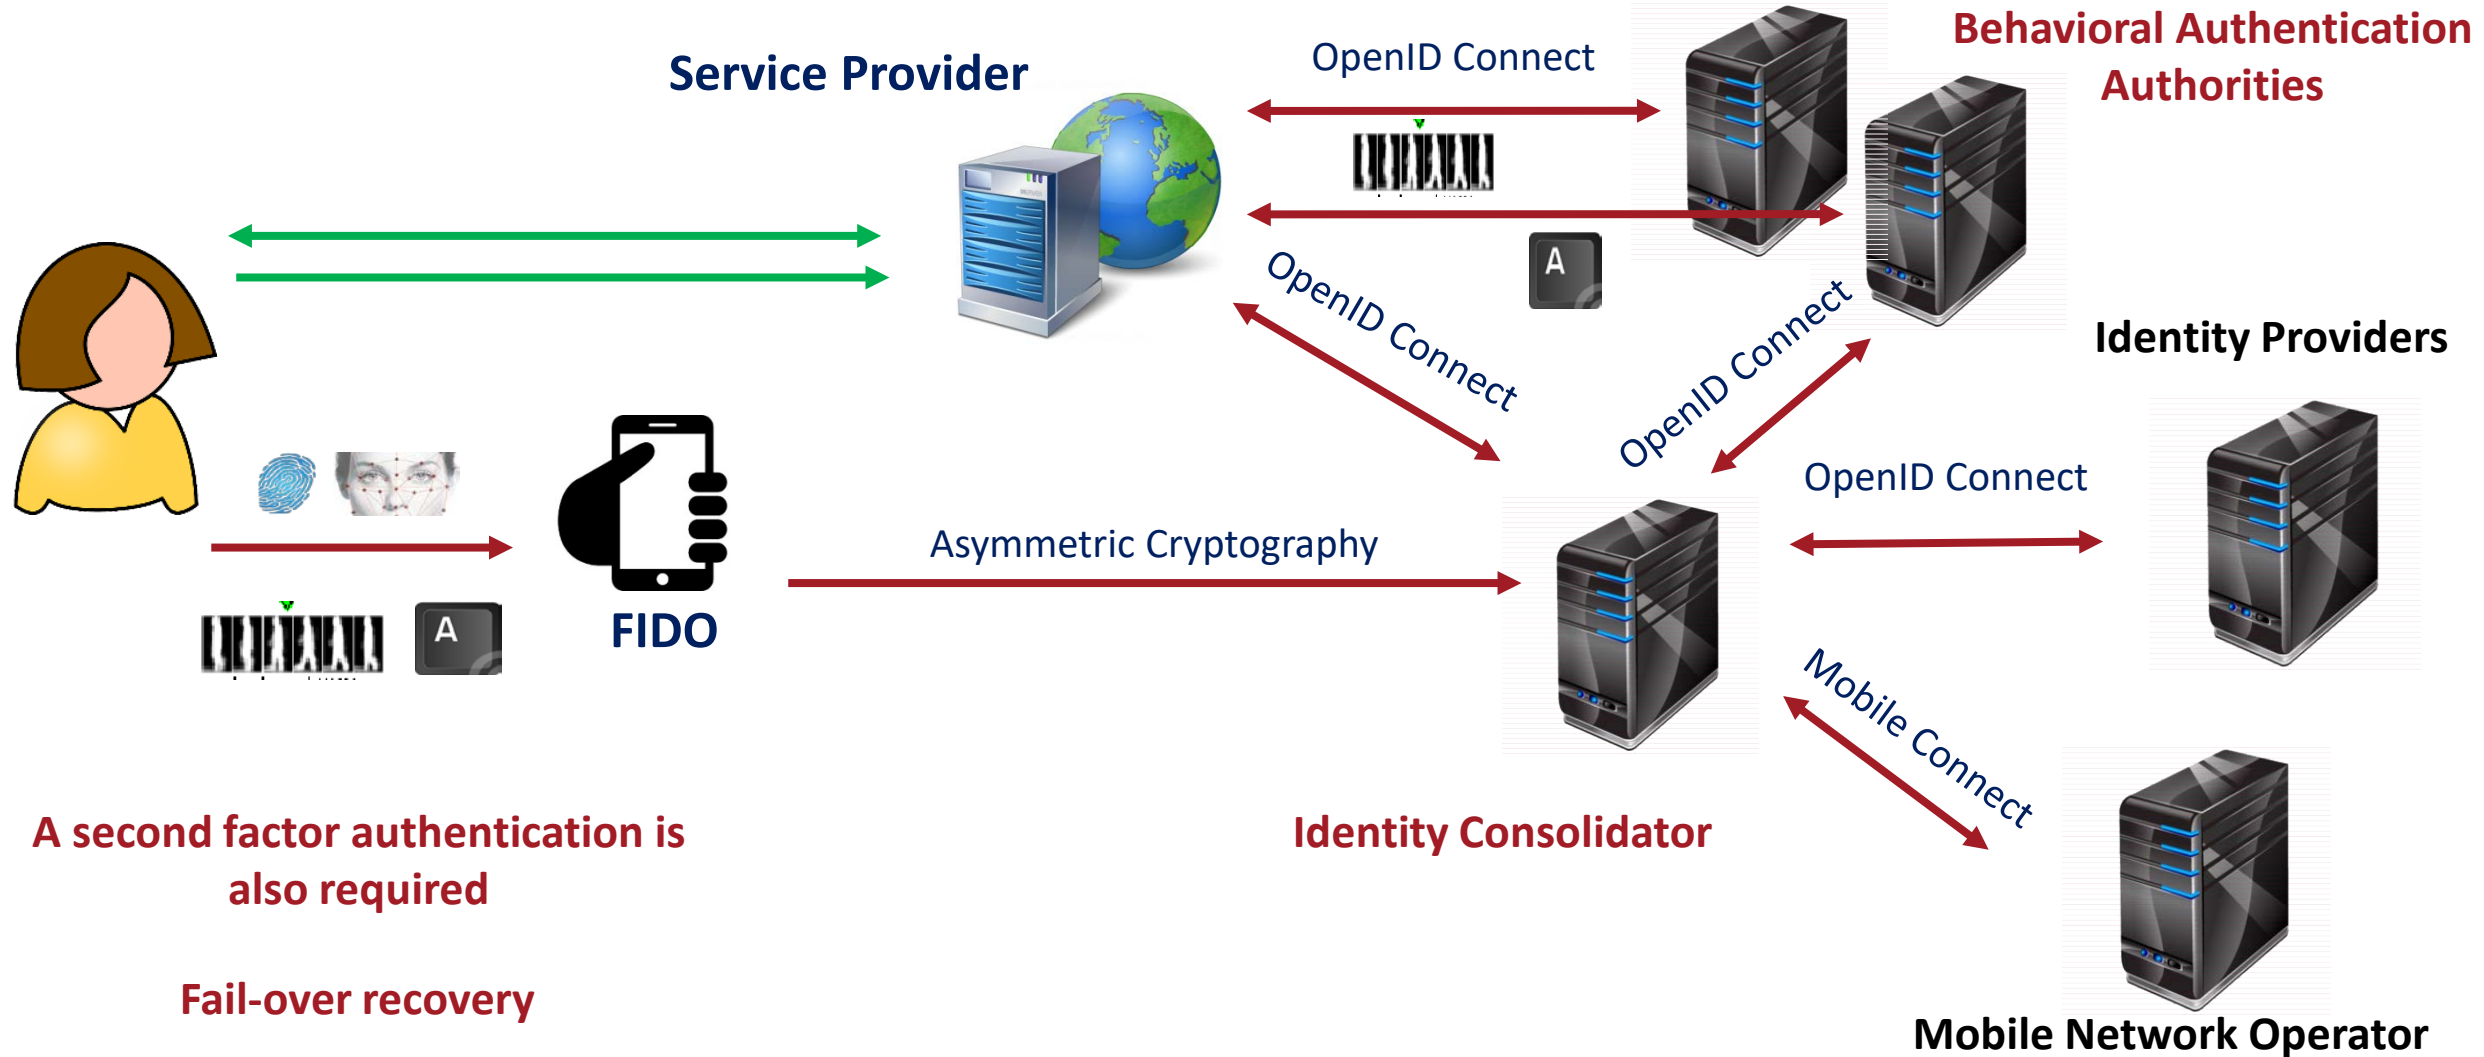 Service Provider
OpenID Connect
Behavioral Authentication
Authorities
A
OpenID Connect
OpenID Connect
Identity Providers
OpenID Connect
Asymmetric Cryptography
FIDO
A
Mobile Connect
A second factor authentication is
also required
Identity Consolidator
Fail-over recovery
Mobile Network Operator